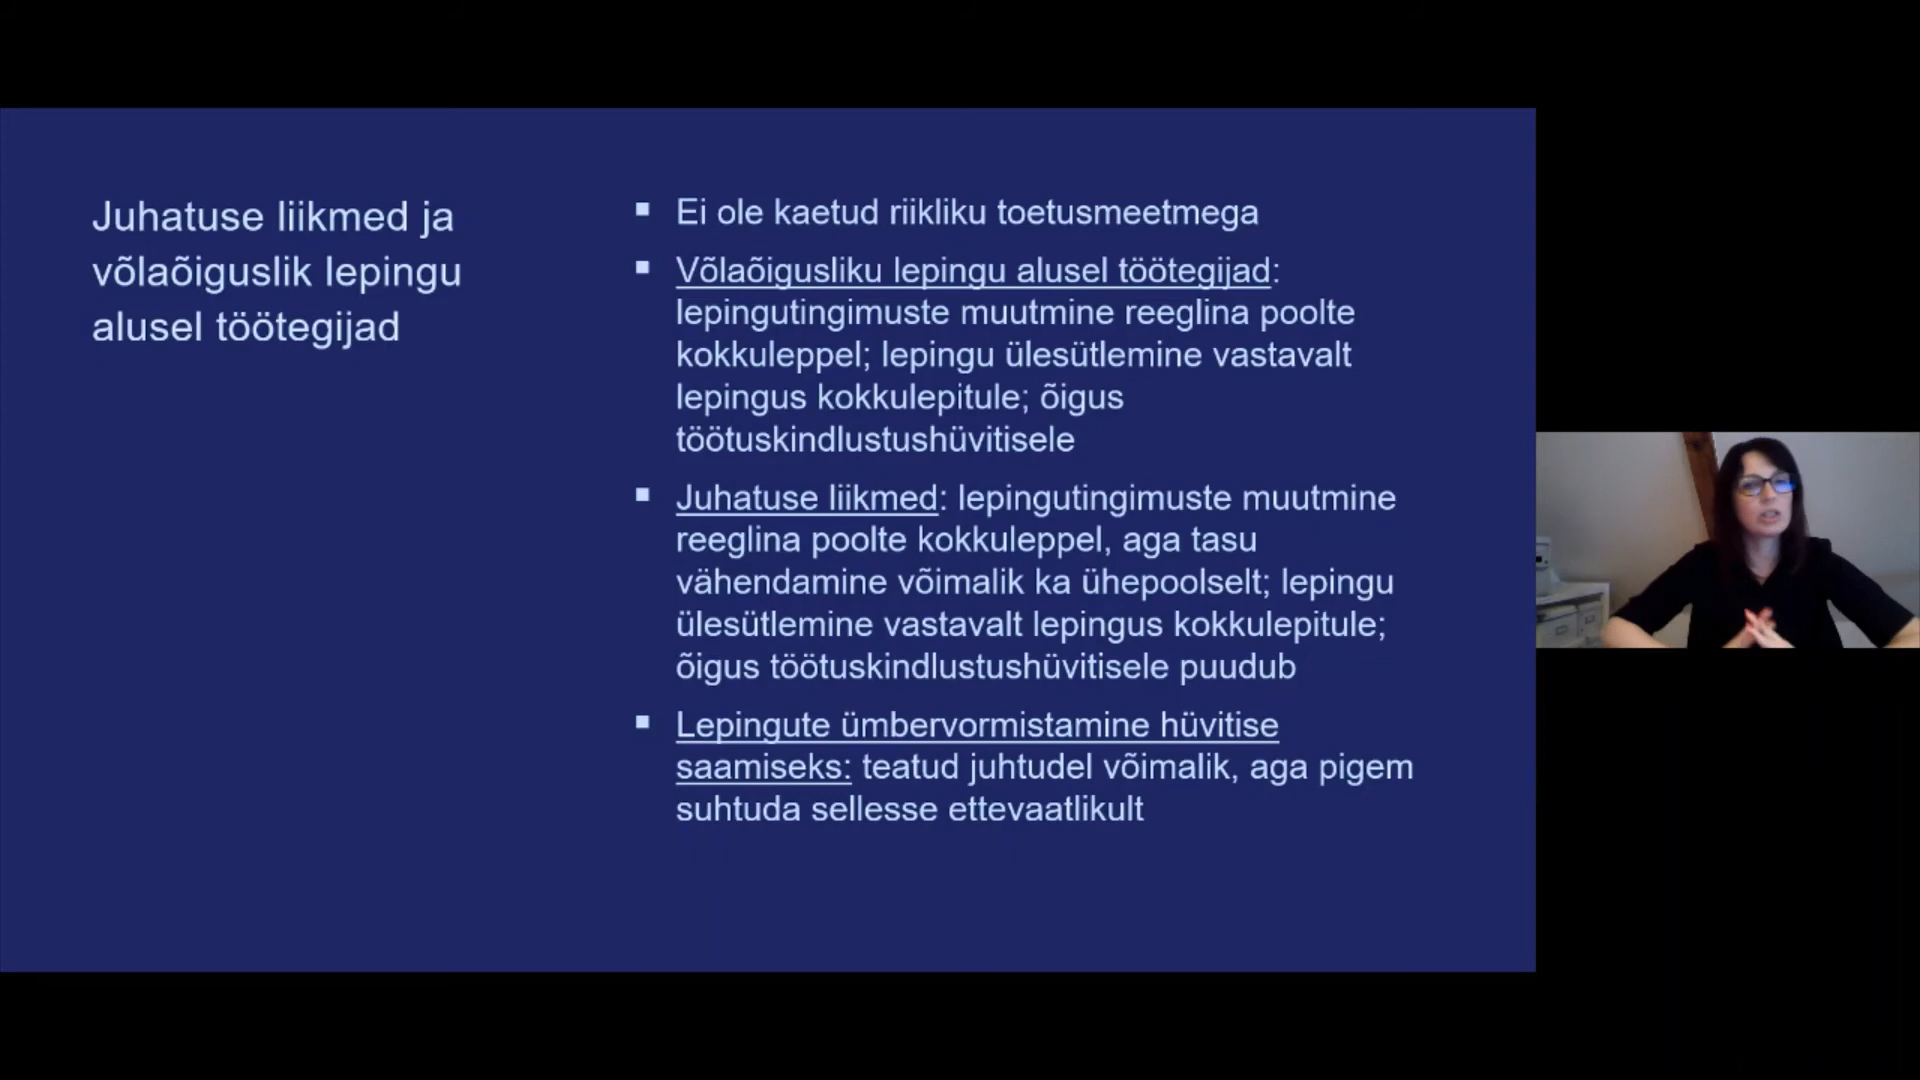 Juhatuse liikmed ja
võlaõiguslik lepingu
alusel töötegijad
▪ Ei ole kaetud riikliku toetusmeetmega
▪ Võlaõigusliku lepingu alusel töötegijad:
lepingutingimuste muutmine reeglina poolte
kokkuleppel; lepingu ülesütlemine vastavalt
lepingus kokkulepitule; õigus
töötuskindlustushüvitisele
▪ Juhatuse liikmed: lepingutingimuste muutmine
reeglina poolte kokkuleppel, aga tasu
vähendamine võimalik ka ühepoolselt; lepingu
ülesütlemine vastavalt lepingus kokkulepitule;
õigus töötuskindlustushüvitisele puudub
▪ Lepingute ümbervormistamine hüvitise
saamiseks: teatud juhtudel võimalik, aga pigem
suhtuda sellesse ettevaatlikult